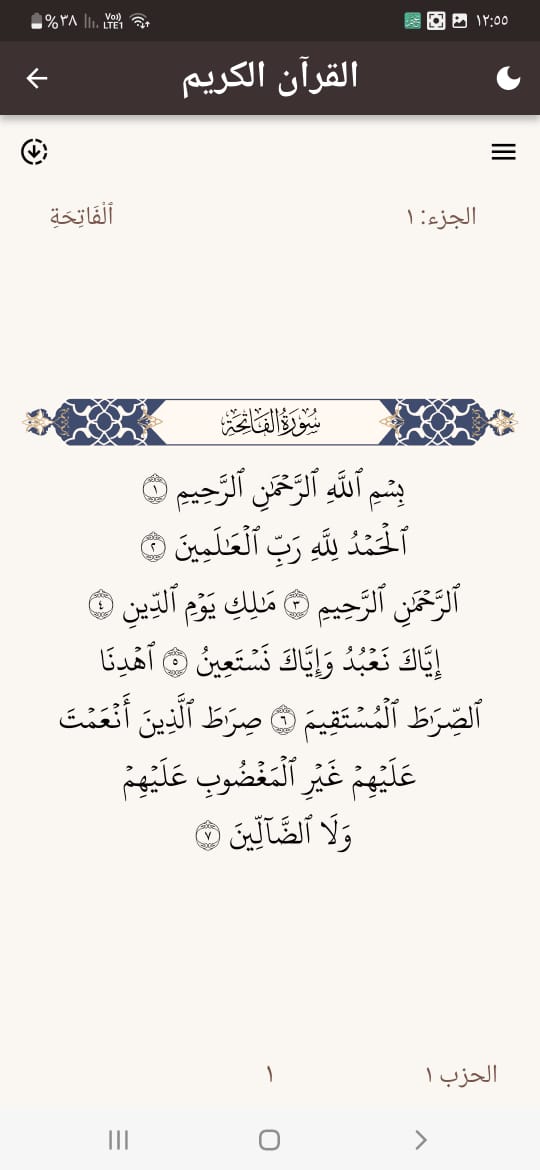 ١٢:٥٥ Vo) LTE1 %٣٨
القرآن الكريم
الجزء: ١ ٱلْفَاتِحَةِ
سُورَةُ الفَاتِحَةِ
بِسۡمِ ٱللَّهِ ٱلرَّحۡمَٰنِ ٱلرَّحِيمِ ١
ٱلۡحَمۡدُ لِلَّهِ رَبِّ ٱلۡعَٰلَمِينَ ٢
ٱلرَّحۡمَٰنِ ٱلرَّحِيمِ ٣ مَٰلِكِ يَوۡمِ ٱلدِّينِ ٤
إِيَّاكَ نَعۡبُدُ وَإِيَّاكَ نَسۡتَعِينُ ٥ ٱهۡدِنَا
ٱلصِّرَٰطَ ٱلۡمُسۡتَقِيمَ ٦ صِرَٰطَ ٱلَّذِينَ أَنۡعَمۡتَ
عَلَيۡهِمۡ غَيۡرِ ٱلۡمَغۡضُوبِ عَلَيۡهِمۡ
وَلَا ٱلضَّآلِّينَ ٧
الحزب ١ ١